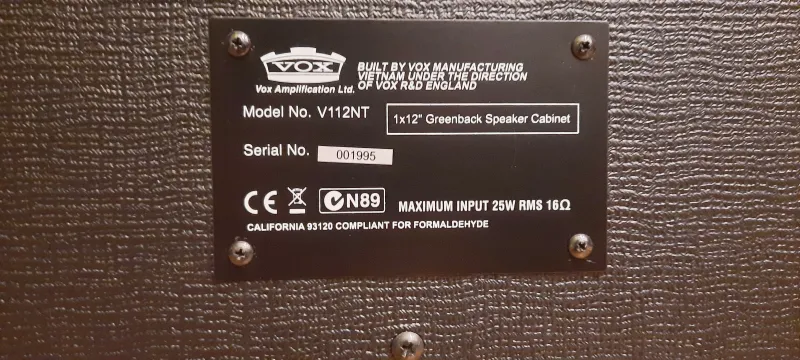 VOX
Vox Amplification Ltd.
BUILT BY VOX MANUFACTURING
VIETNAM UNDER THE DIRECTION
OF VOX R&D ENGLAND
Model No. V112NT
1x12" Greenback Speaker Cabinet
Serial No. 001995
CE N89 MAXIMUM INPUT 25W RMS 16Ω
CALIFORNIA 93120 COMPLIANT FOR FORMALDEHYDE